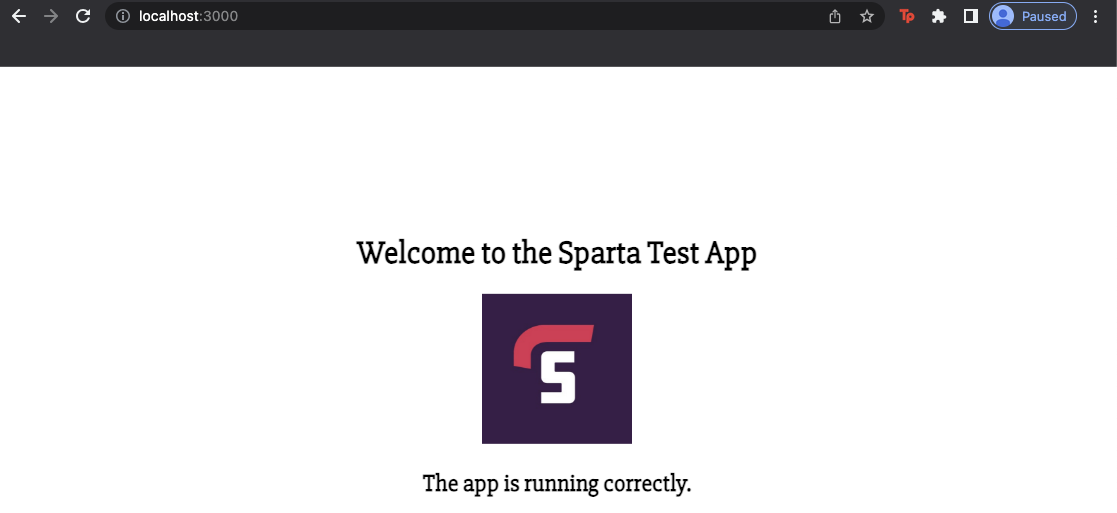 localhost:3000
Tp
Paused
Welcome to the Sparta Test App
S
The app is running correctly.